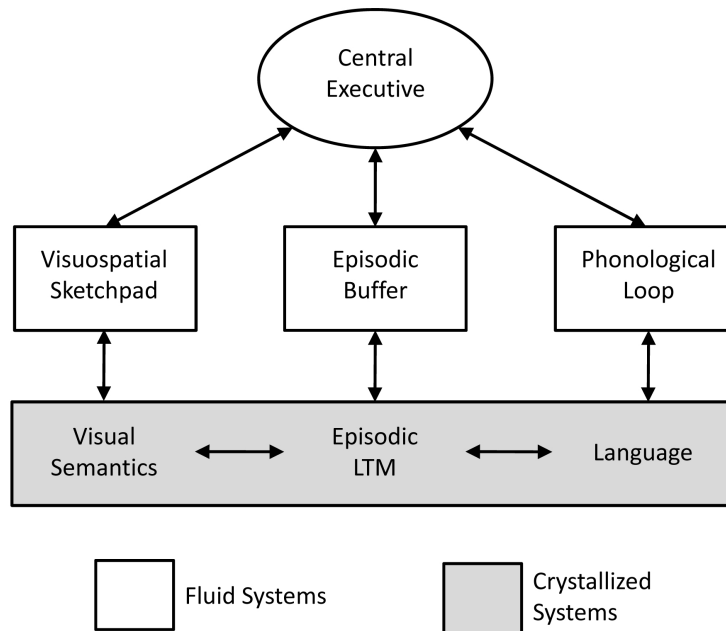 Central
Executive
Visuospatial
Sketchpad
Episodic
Buffer
Phonological
Loop
Visual
Semantics
Episodic
LTM
Language
Fluid Systems
Crystallized
Systems